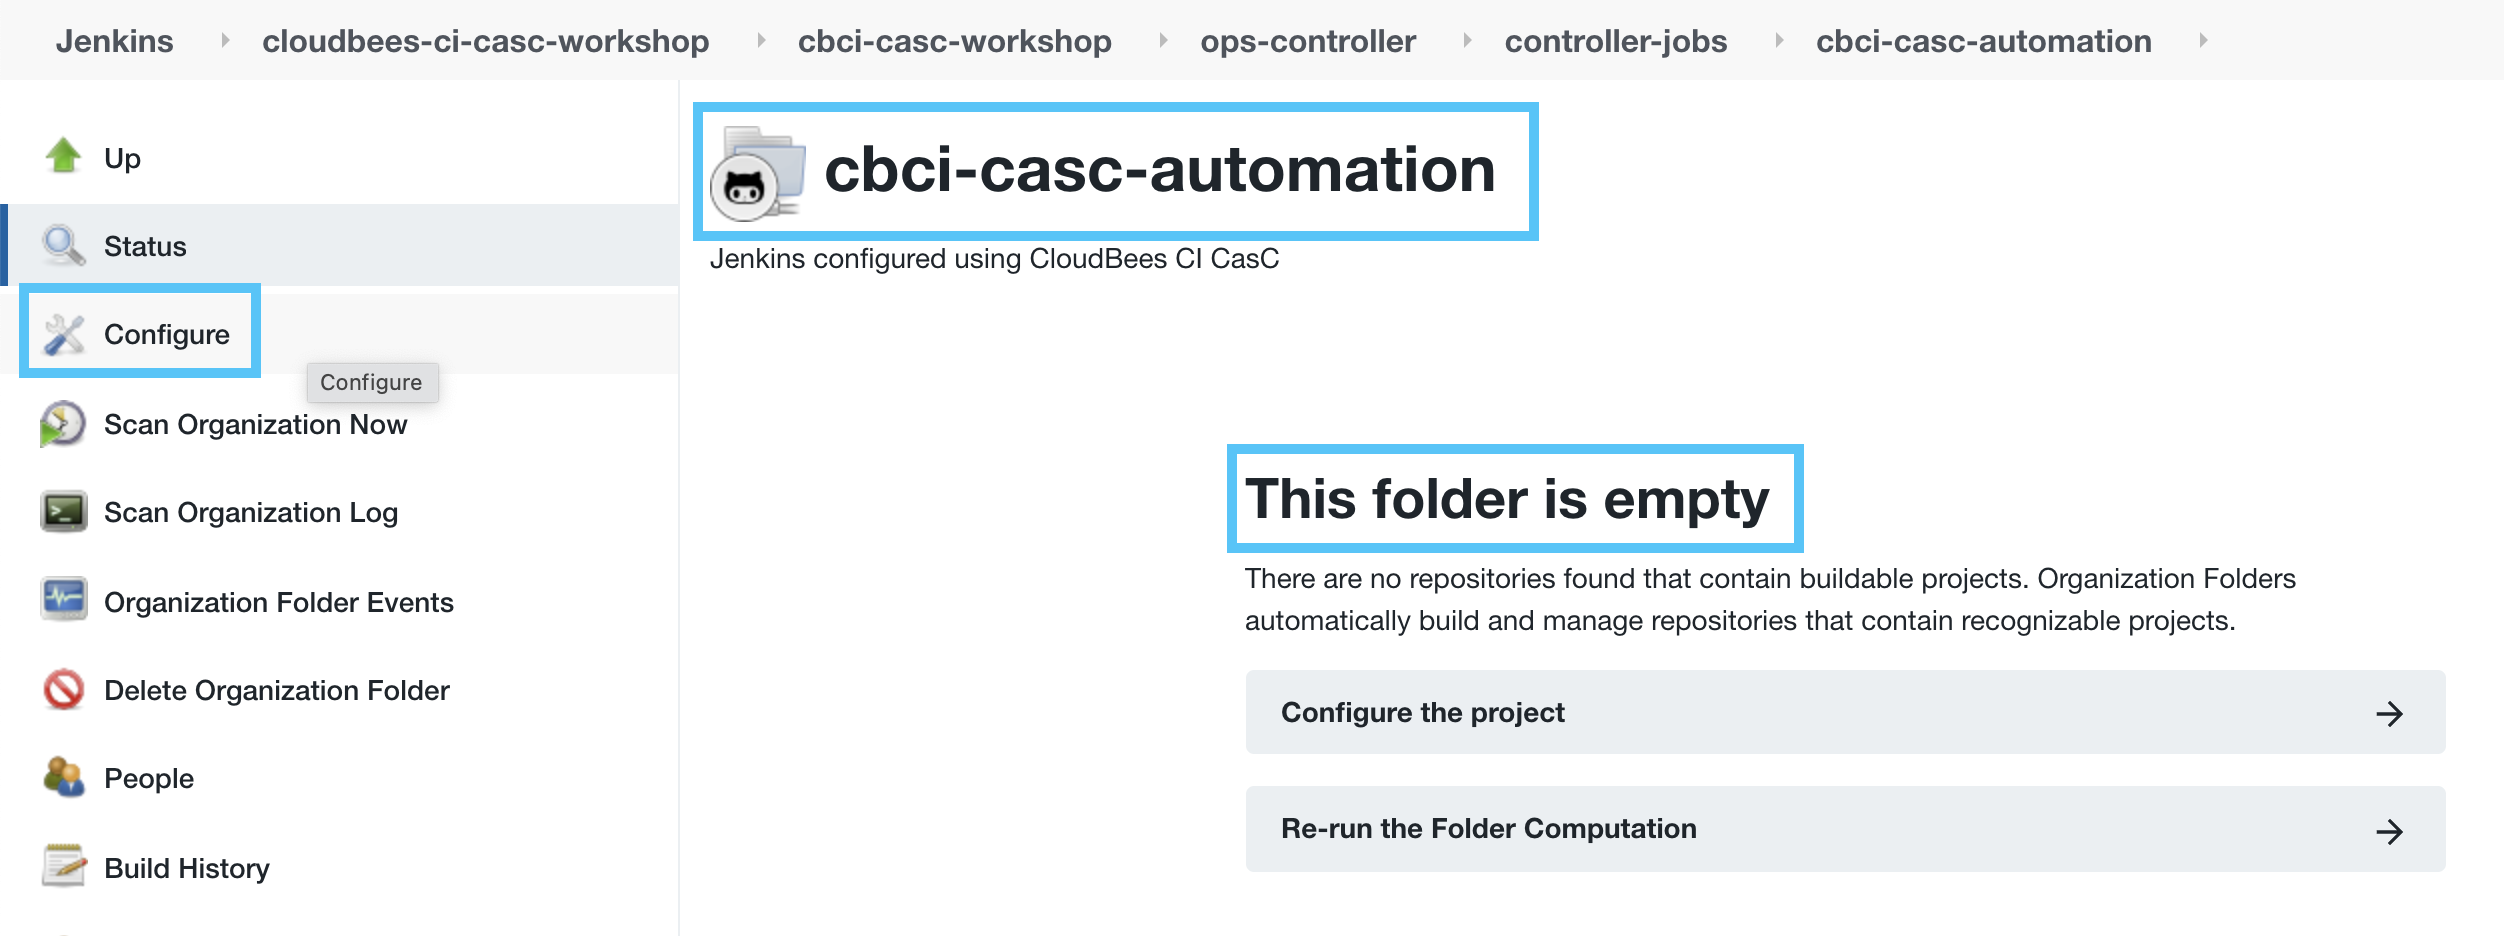 Jenkins cloudbees-ci-casc-workshop cbci-casc-workshop ops-controller controller-jobs cbci-casc-automation
Up
Status
Configure
Configure
Scan Organization Now
Scan Organization Log
Organization Folder Events
Delete Organization Folder
People
Build History
cbci-casc-automation
Jenkins configured using CloudBees CI CasC
This folder is empty
There are no repositories found that contain buildable projects. Organization Folders
automatically build and manage repositories that contain recognizable projects.
Configure the project
Re-run the Folder Computation